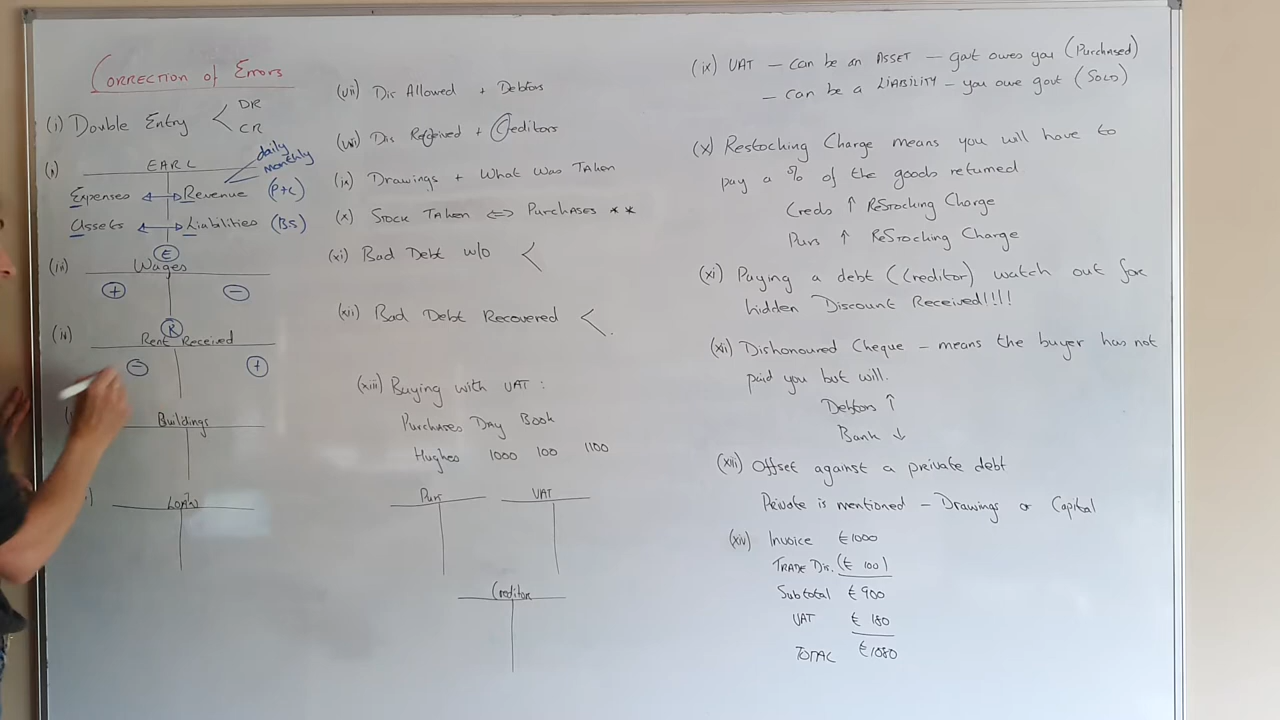 CORRECTION of Errors
(i) Double Entry < DR
CR
EARL
daily
monthly
Expenses ↔ Revenue (P+L)
Assets ↔ Liabilities (BS)
E
(iii) Wages
+ −
R
(iv) Rent Received
− +
Buildings
LOAN
(vii) Dis Allowed + Debtors
Dis Received + Creditors
(ix) Drawings + What Was Taken
(x) Stock Taken ⇔ Purchases **
(xi) Bad Debt w/o <
(xii) Bad Debt Recovered <
(xiii) Buying with VAT :
Purchases Day Book
Hughes 1000 100 1100
Purs VAT
Creditor
(ix) VAT – can be an ASSET – govt owes you (Purchased)
– can be a LIABILITY – you owe govt (SOLD)
(x) Restocking Charge means you will have to
pay a % of the goods returned
Creds ↑ Restocking Charge
Purs ↑ Restocking Charge
(xi) Paying a debt (Creditor) watch out for
hidden Discount Received!!!!
(xii) Dishonoured Cheque – means the buyer has not
paid you but will.
Debtors ↑
Bank ↓
(xiii) Offset against a private debt
Private is mentioned – Drawings or Capital
(xiv) Invoice €1000
TRADE Dis. (€ 100)
Subtotal €900
VAT € 180
TOTAL €1080